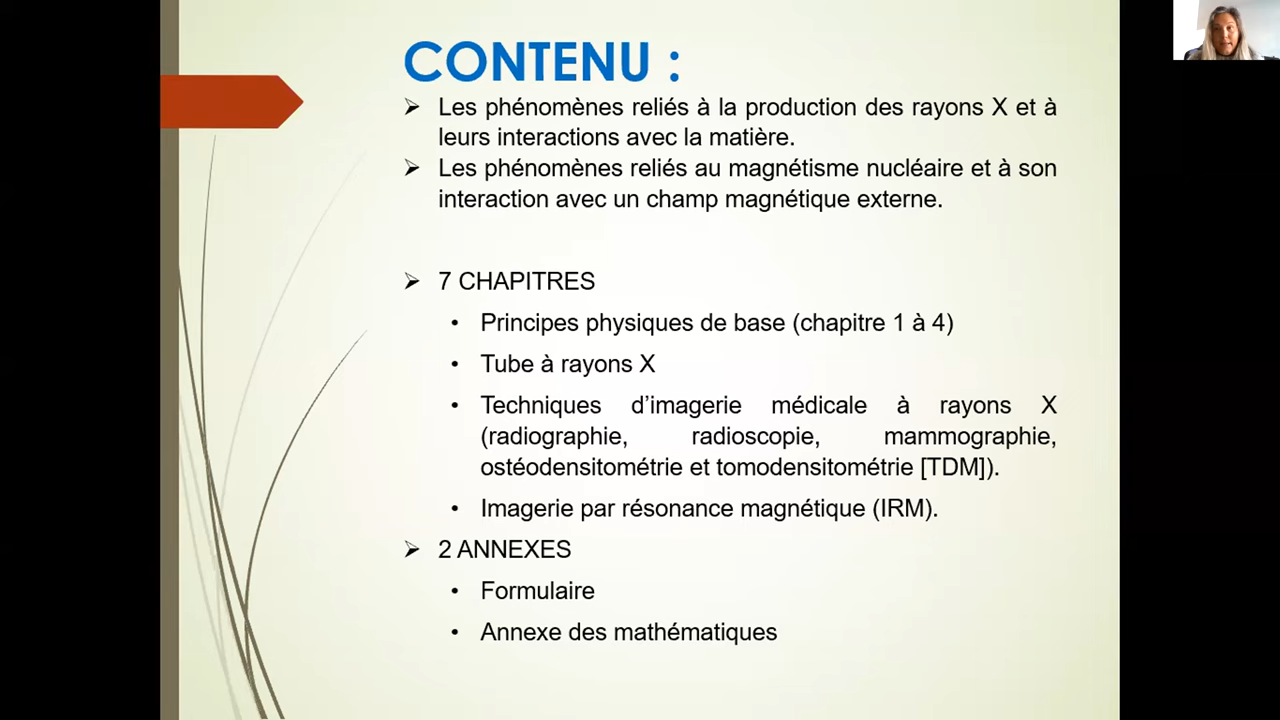 CONTENU :
➢ Les phénomènes reliés à la production des rayons X et à
leurs interactions avec la matière.
➢ Les phénomènes reliés au magnétisme nucléaire et à son
interaction avec un champ magnétique externe.
➢ 7 CHAPITRES
• Principes physiques de base (chapitre 1 à 4)
• Tube à rayons X
• Techniques d’imagerie médicale à rayons X
(radiographie, radioscopie, mammographie,
ostéodensitométrie et tomodensitométrie [TDM]).
• Imagerie par résonance magnétique (IRM).
➢ 2 ANNEXES
• Formulaire
• Annexe des mathématiques